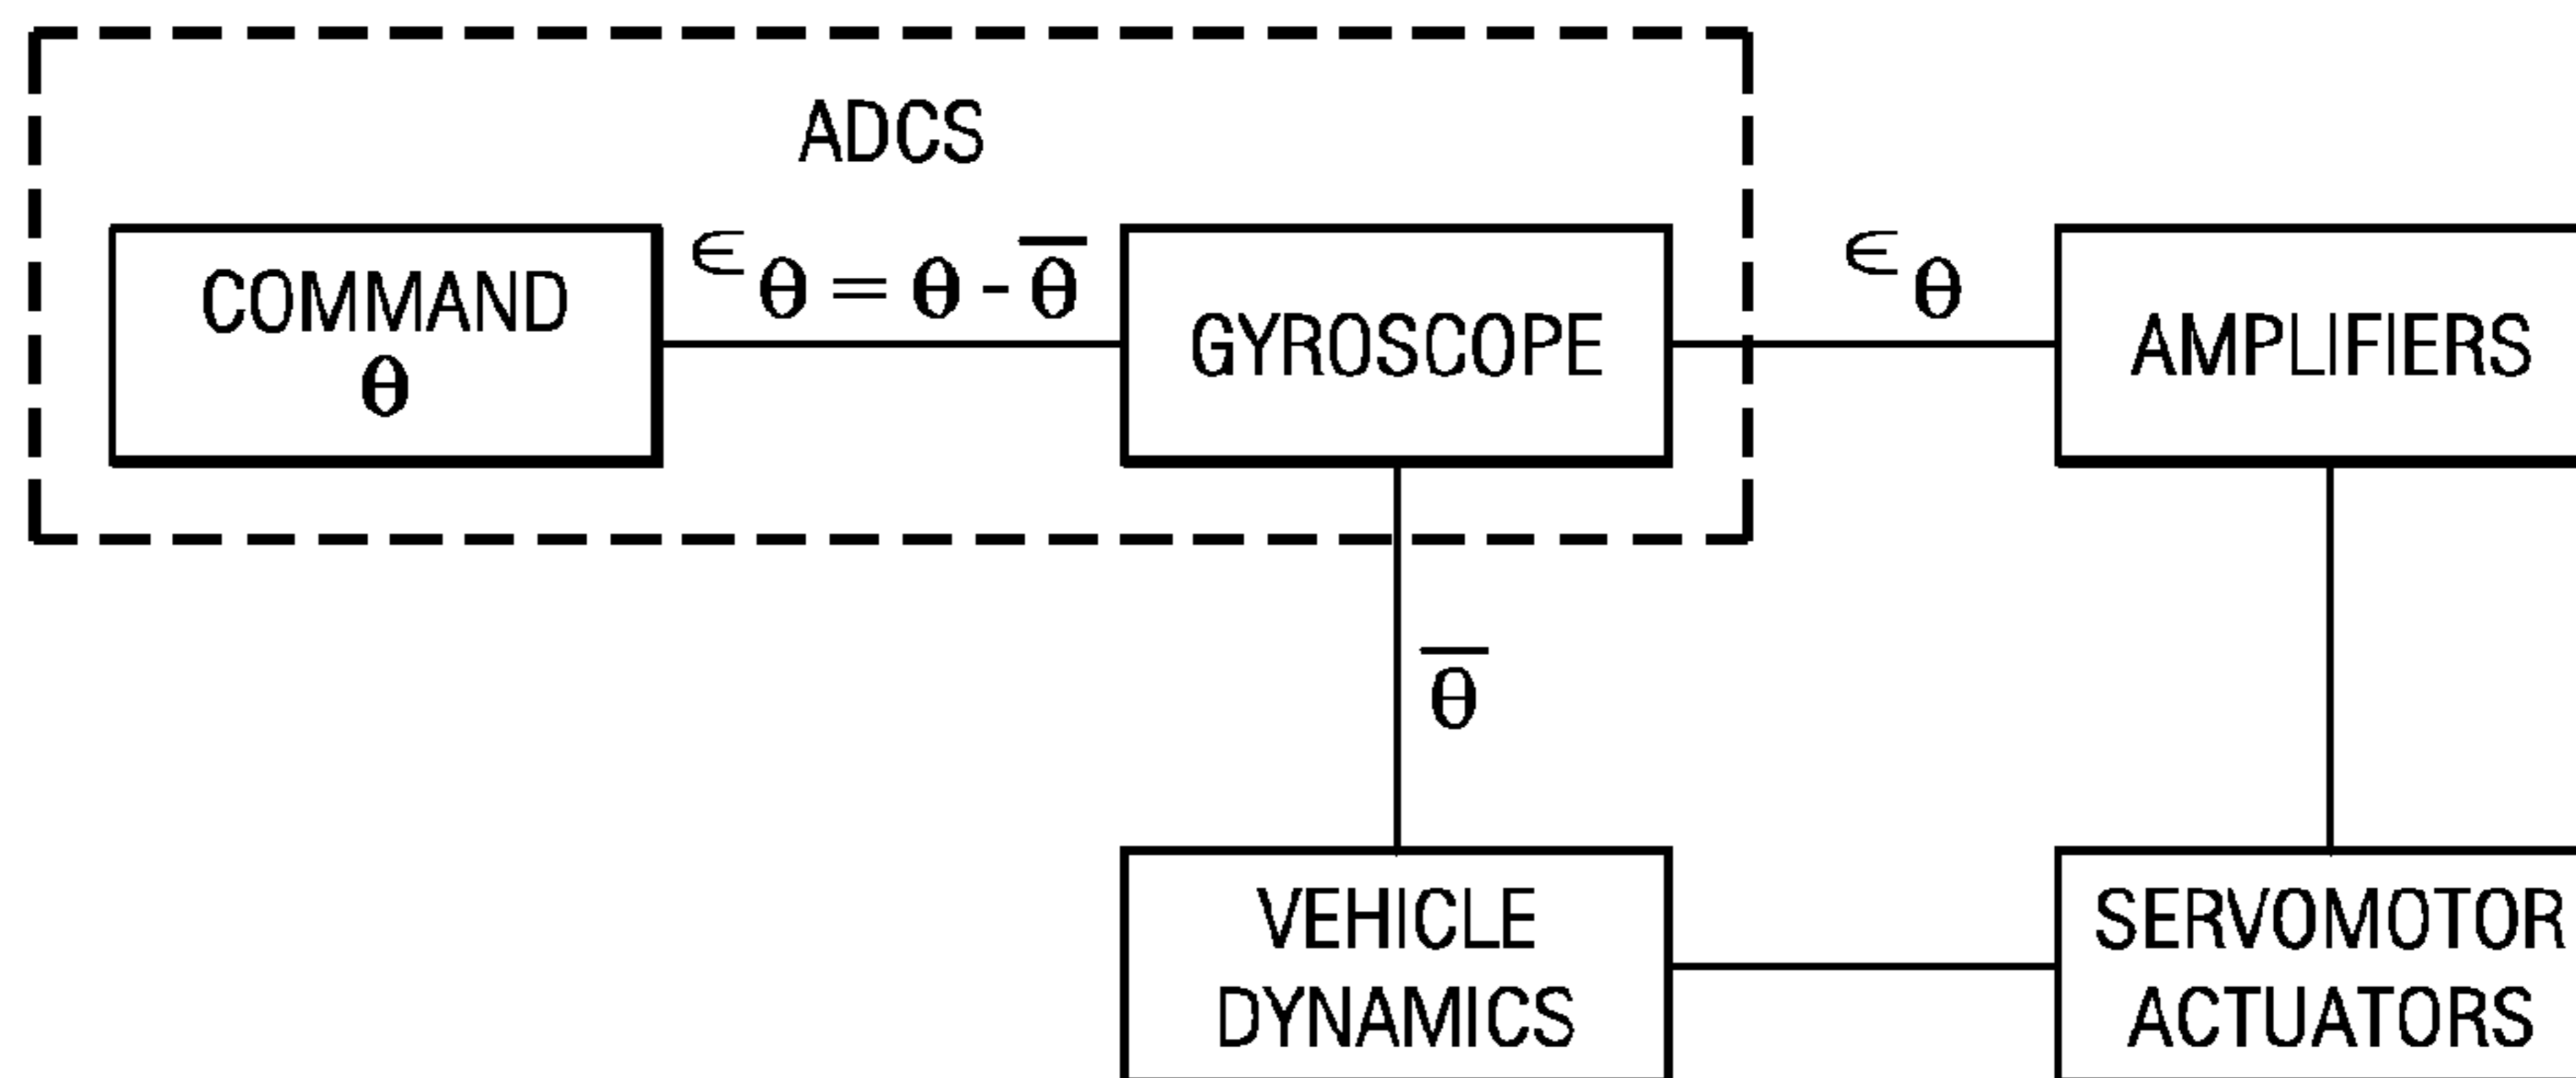 ADCS
COMMAND
θ
∈θ = θ - θ̅
GYROSCOPE
∈θ
AMPLIFIERS
θ̅
VEHICLE
DYNAMICS
SERVOMOTOR
ACTUATORS